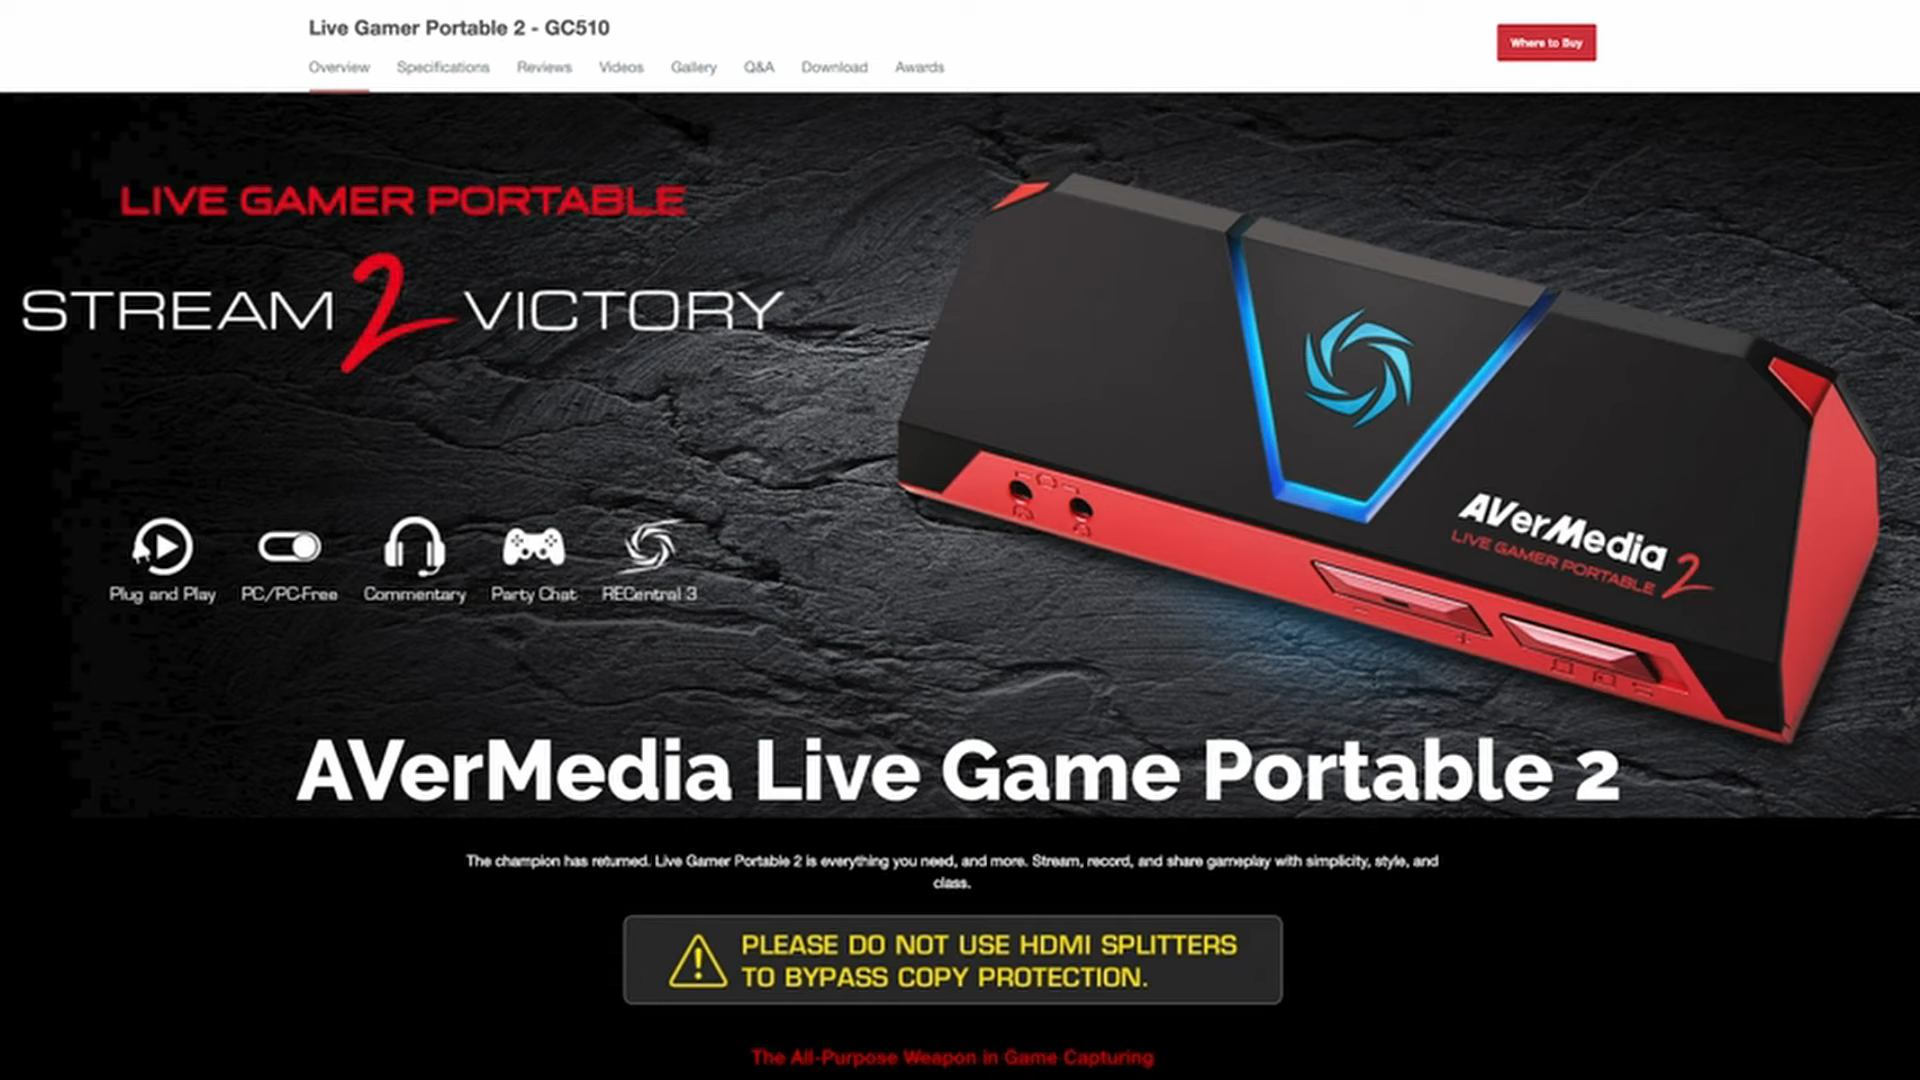 Live Gamer Portable 2 - GC510
Where to Buy
Overview Specifications Reviews Videos Gallery Q&A Download Awards
LIVE GAMER PORTABLE
STREAM 2 VICTORY
AVerMedia
LIVE GAMER PORTABLE 2
Plug and Play PC/PC-Free Commentary Party Chat RECentral 3
AVerMedia Live Game Portable 2
The champion has returned. Live Gamer Portable 2 is everything you need, and more. Stream, record, and share gameplay with simplicity, style, and
class.
PLEASE DO NOT USE HDMI SPLITTERS
TO BYPASS COPY PROTECTION.
The All-Purpose Weapon in Game Capturing